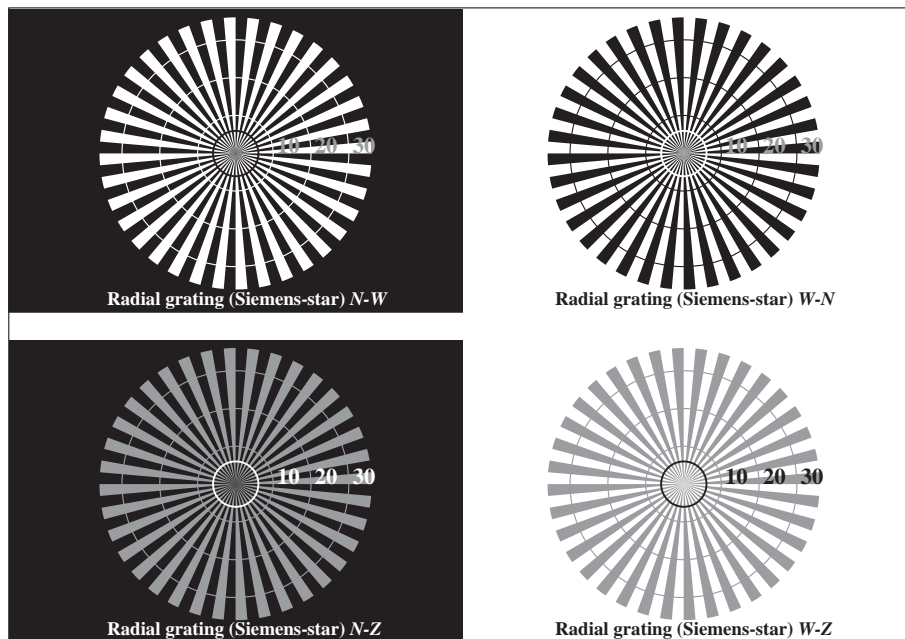 10 20 30
Radial grating (Siemens-star) N-W
10 20 30
Radial grating (Siemens-star) W-N
10 20 30
Radial grating (Siemens-star) N-Z
10 20 30
Radial grating (Siemens-star) W-Z